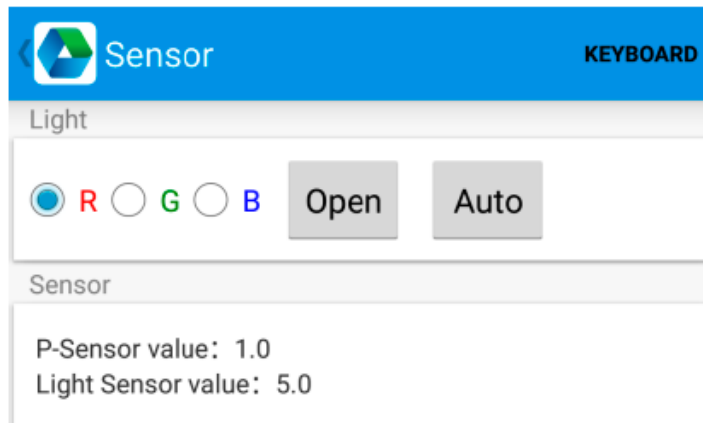 Sensor KEYBOARD
Light
R G B Open Auto
Sensor
P-Sensor value：1.0
Light Sensor value：5.0